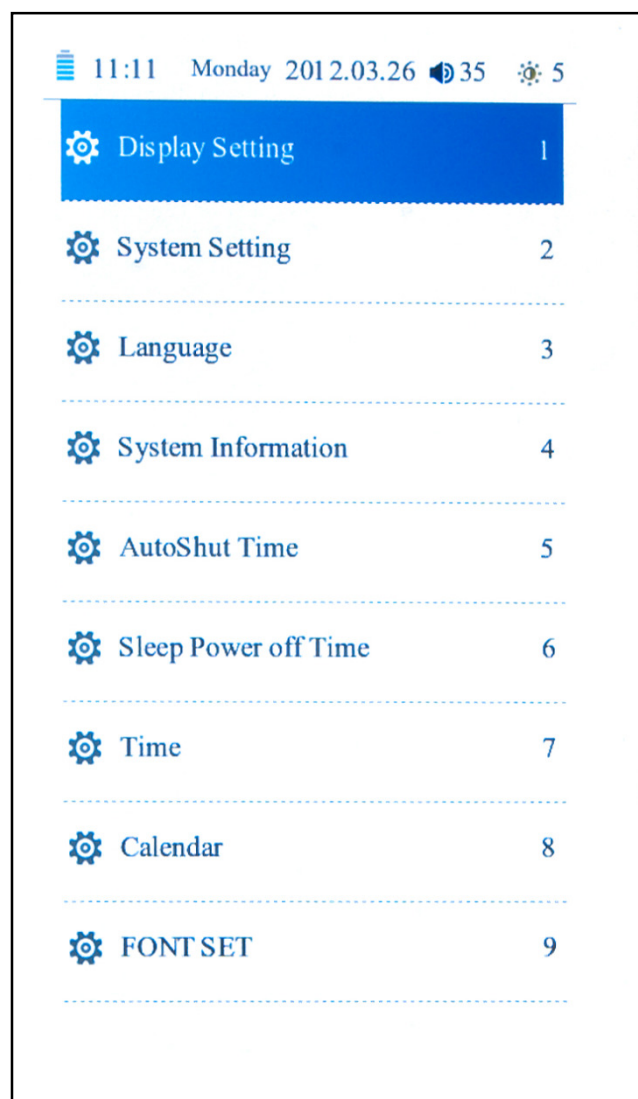 11:11 Monday 2012.03.26 35 5
Display Setting 1
System Setting 2
Language 3
System Information 4
AutoShut Time 5
Sleep Power off Time 6
Time 7
Calendar 8
FONT SET 9